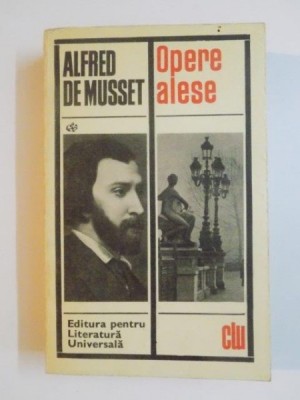 ALFRED
DE MUSSET
Opere
alese
Editura pentru
Literatură
Universală
clu